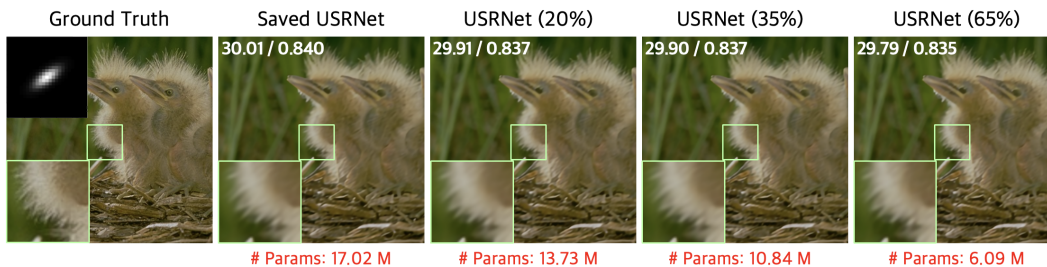 Ground Truth
Saved USRNet
USRNet (20%)
USRNet (35%)
USRNet (65%)
30.01 / 0.840
29.91 / 0.837
29.90 / 0.837
29.79 / 0.835
# Params: 17.02 M
# Params: 13.73 M
# Params: 10.84 M
# Params: 6.09 M